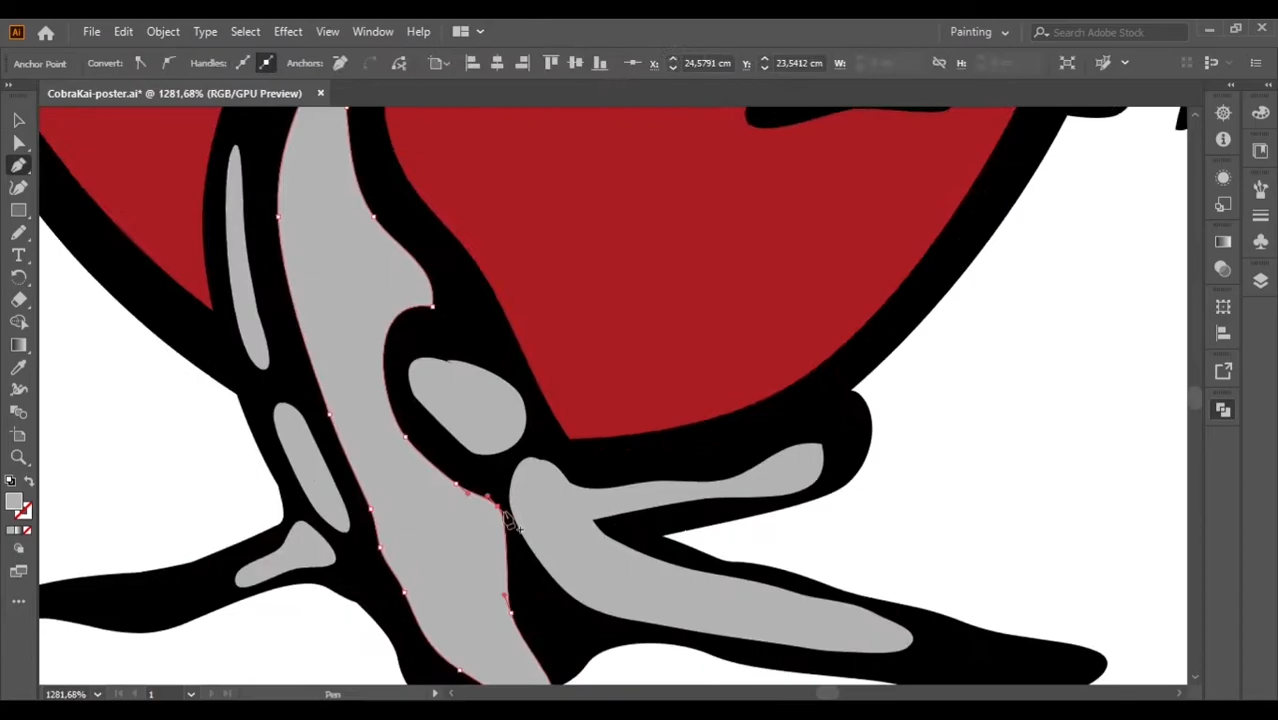 Ai File Edit Object Type Select Effect View Window Help Painting Search Adobe Stock
Anchor Point Convert: Handles: Anchors: X: 24,5791 cm Y: 23,5412 cm W: H:
CobraKai-poster.ai* @ 1281,68% (RGB/GPU Preview)
T
1281,68% 1 Pen